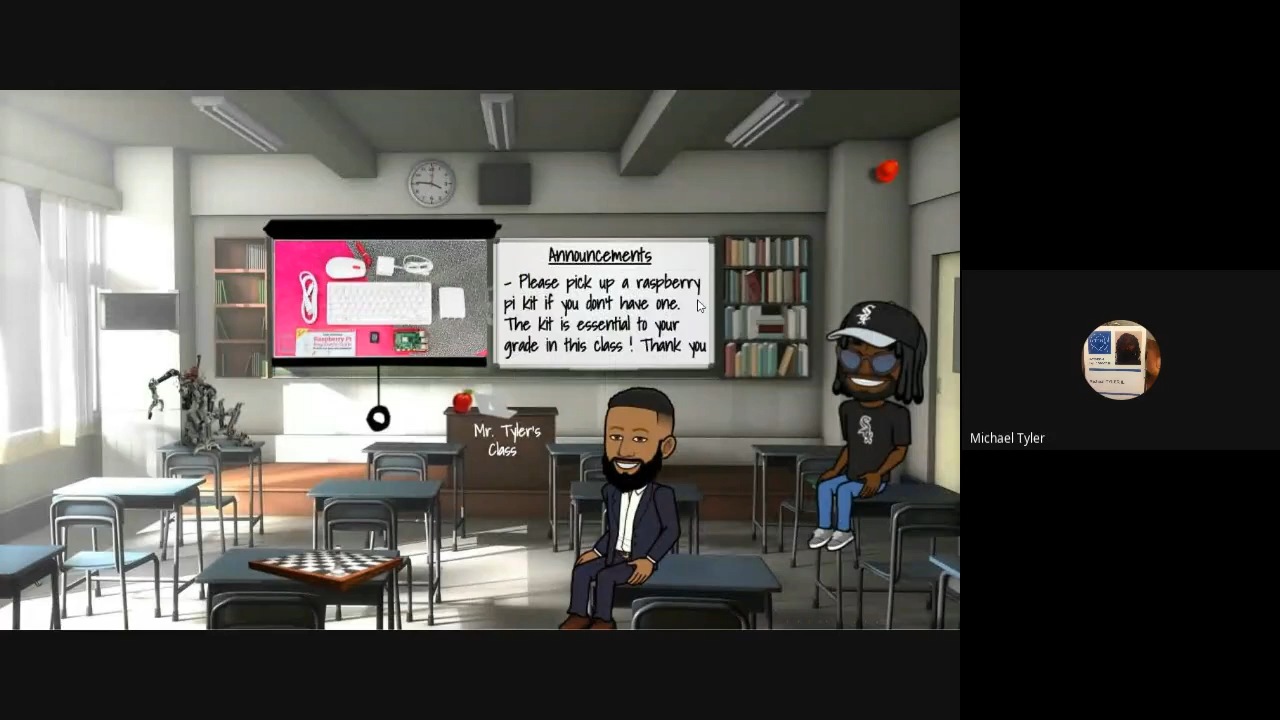 Announcements
- Please pick up a raspberry
pi kit if you don't have one.
The kit is essential to your
grade in this class ! Thank you
Raspberry Pi
Mr. Tyler's
Class
Michael Tyler